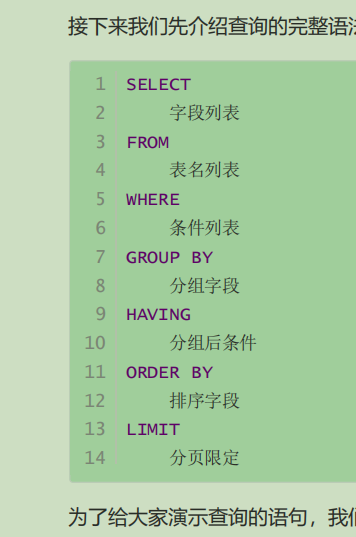 接下来我们先介绍查询的完整语
1 SELECT
2 字段列表
3 FROM
4 表名列表
5 WHERE
6 条件列表
7 GROUP BY
8 分组字段
9 HAVING
10 分组后条件
11 ORDER BY
12 排序字段
13 LIMIT
14 分页限定
为了给大家演示查询的语句，我